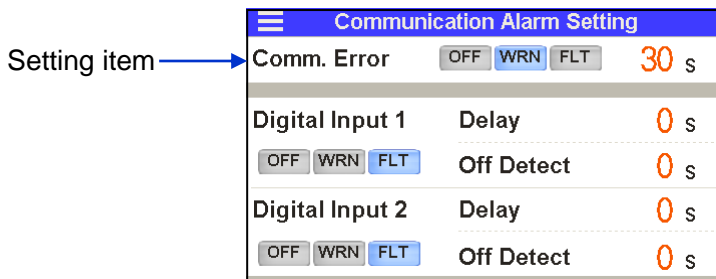 Communication Alarm Setting
Setting item
Comm. Error OFF WRN FLT 30 s
Digital Input 1 Delay 0 s
OFF WRN FLT Off Detect 0 s
Digital Input 2 Delay 0 s
OFF WRN FLT Off Detect 0 s